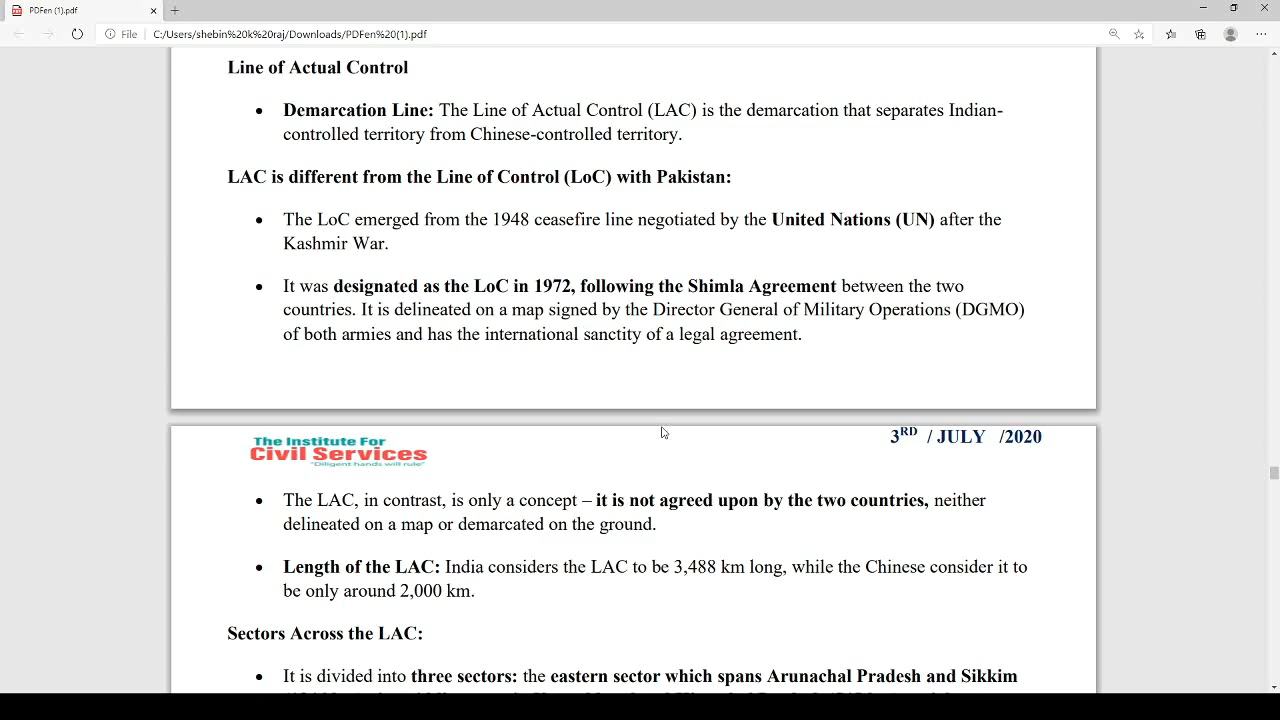 PDFen (1).pdf
File
C:/Users/shebin%20k%20raj/Downloads/PDFen%20(1).pdf
Line of Actual Control
• Demarcation Line: The Line of Actual Control (LAC) is the demarcation that separates Indian-
controlled territory from Chinese-controlled territory.
LAC is different from the Line of Control (LoC) with Pakistan:
• The LoC emerged from the 1948 ceasefire line negotiated by the United Nations (UN) after the
Kashmir War.
• It was designated as the LoC in 1972, following the Shimla Agreement between the two
countries. It is delineated on a map signed by the Director General of Military Operations (DGMO)
of both armies and has the international sanctity of a legal agreement.
The Institute For
Civil Services
"Diligent hands will rule"
3RD / JULY /2020
• The LAC, in contrast, is only a concept – it is not agreed upon by the two countries, neither
delineated on a map or demarcated on the ground.
• Length of the LAC: India considers the LAC to be 3,488 km long, while the Chinese consider it to
be only around 2,000 km.
Sectors Across the LAC:
• It is divided into three sectors: the eastern sector which spans Arunachal Pradesh and Sikkim